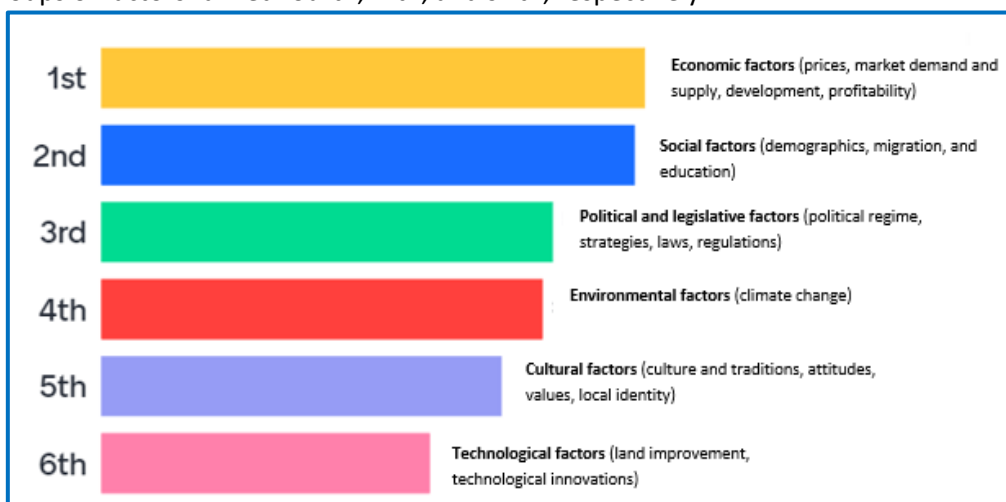 1st
Economic factors (prices, market demand and
supply, development, profitability)
2nd
Social factors (demographics, migration, and
education)
3rd
Political and legislative factors (political regime,
strategies, laws, regulations)
4th
Environmental factors (climate change)
5th
Cultural factors (culture and traditions, attitudes,
values, local identity)
6th
Technological factors (land improvement,
technological innovations)